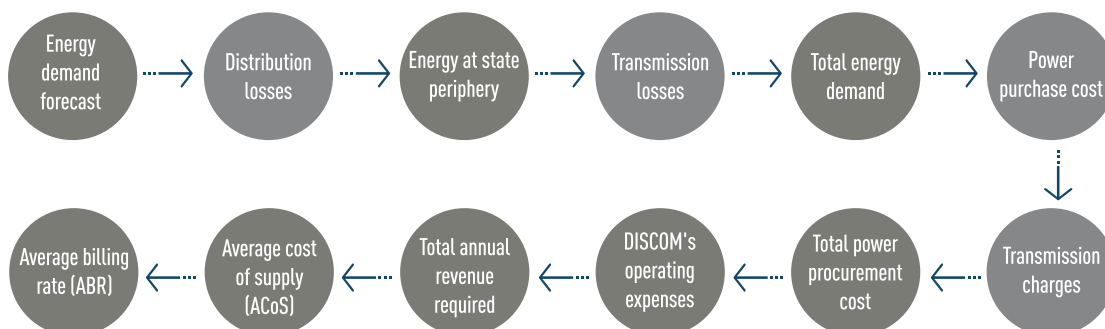 Energy
demand
forecast
Distribution
losses
Energy at state
periphery
Transmission
losses
Total energy
demand
Power
purchase cost
Transmission
charges
Total power
procurement
cost
DISCOM's
operating
expenses
Total annual
revenue
required
Average cost
of supply
(ACoS)
Average billing
rate (ABR)